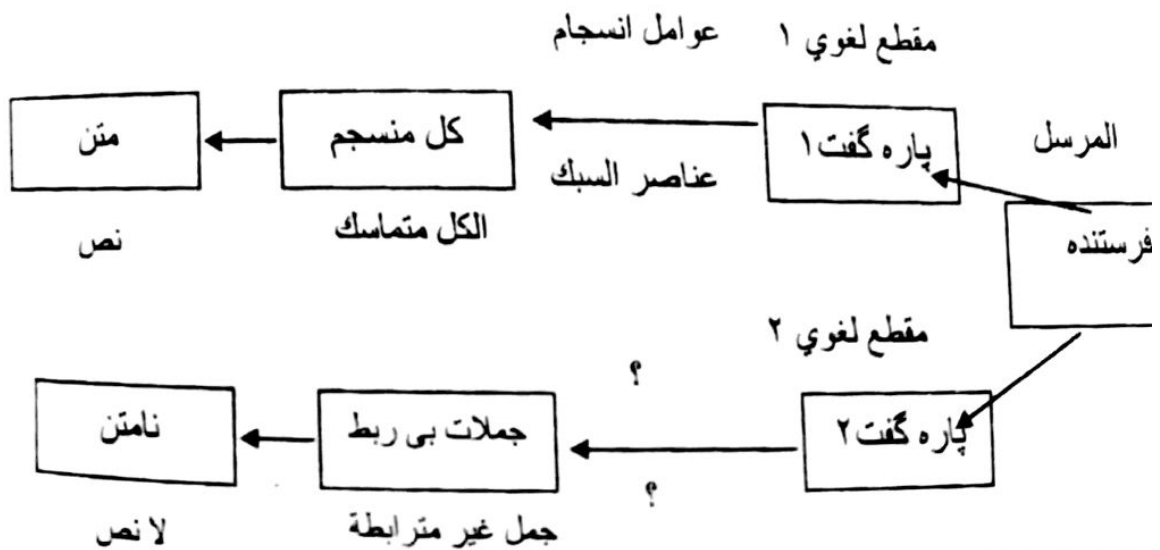 مقطع لغوي ١
عوامل انسجام
المرسل
فرستنده
پاره گفت ١
کل منسجم
متن
عناصر السبك
الكل متماسك
نص
مقطع لغوي ٢
؟
پاره گفت ٢
جملات بی ربط
نامتن
؟
جمل غير مترابطة
لا نص